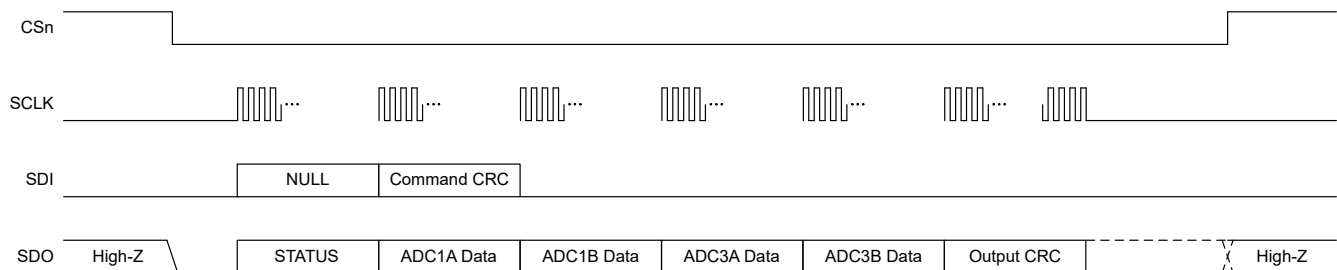 CSn
SCLK
... ... ... ... ... ...
SDI NULL Command CRC
SDO High-Z STATUS ADC1A Data ADC1B Data ADC3A Data ADC3B Data Output CRC High-Z